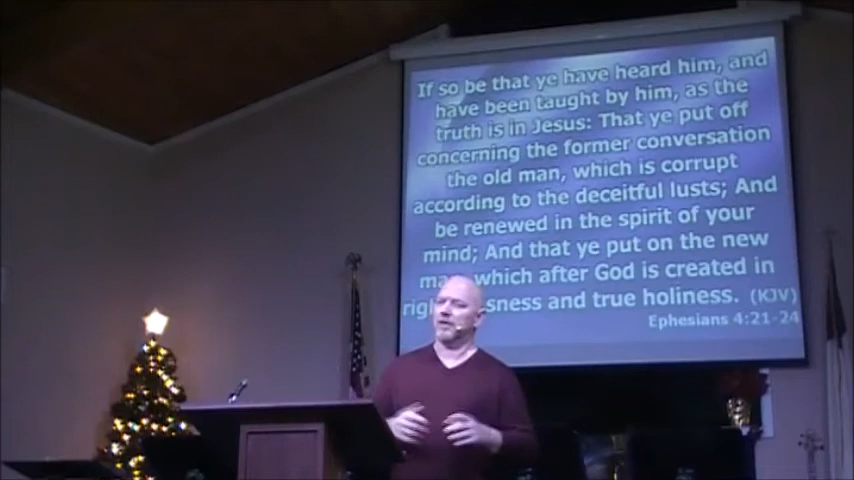 If so be that ye have heard him, and
have been taught by him, as the
truth is in Jesus: That ye put off
concerning the former conversation
the old man, which is corrupt
according to the deceitful lusts; And
be renewed in the spirit of your
mind; And that ye put on the new
which after God is created in
and true holiness. (KJV)
Ephesians 4:21-24